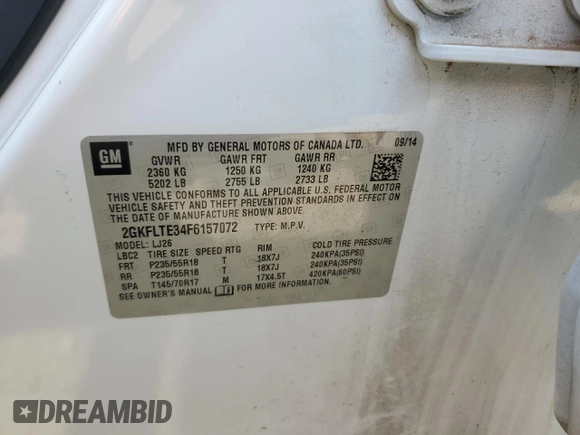 GM
MFD BY GENERAL MOTORS OF CANADA LTD. 09/14
GVWR GAWR FRT GAWR RR
2360 KG 1250 KG 1240 KG
5202 LB 2755 LB 2733 LB
THIS VEHICLE CONFORMS TO ALL APPLICABLE U.S. FEDERAL MOTOR
VEHICLE SAFETY AND THEFT PREVENTION STANDARDS IN EFFECT ON
THE DATE OF MANUFACTURE SHOWN ABOVE.
2GKFLTE34F6157072 TYPE: M.P.V.
MODEL: LJ26
LBC2 TIRE SIZE SPEED RTG RIM COLD TIRE PRESSURE
FRT P235/55R18 T 18X7J 240KPA(35PSI)
RR P235/55R18 T 18X7J 240KPA(35PSI)
SPA T145/70R17 M 17X4.5T 420KPA(60PSI)
SEE OWNER'S MANUAL FOR ADDITIONAL INFORMATION.
DREAMBID